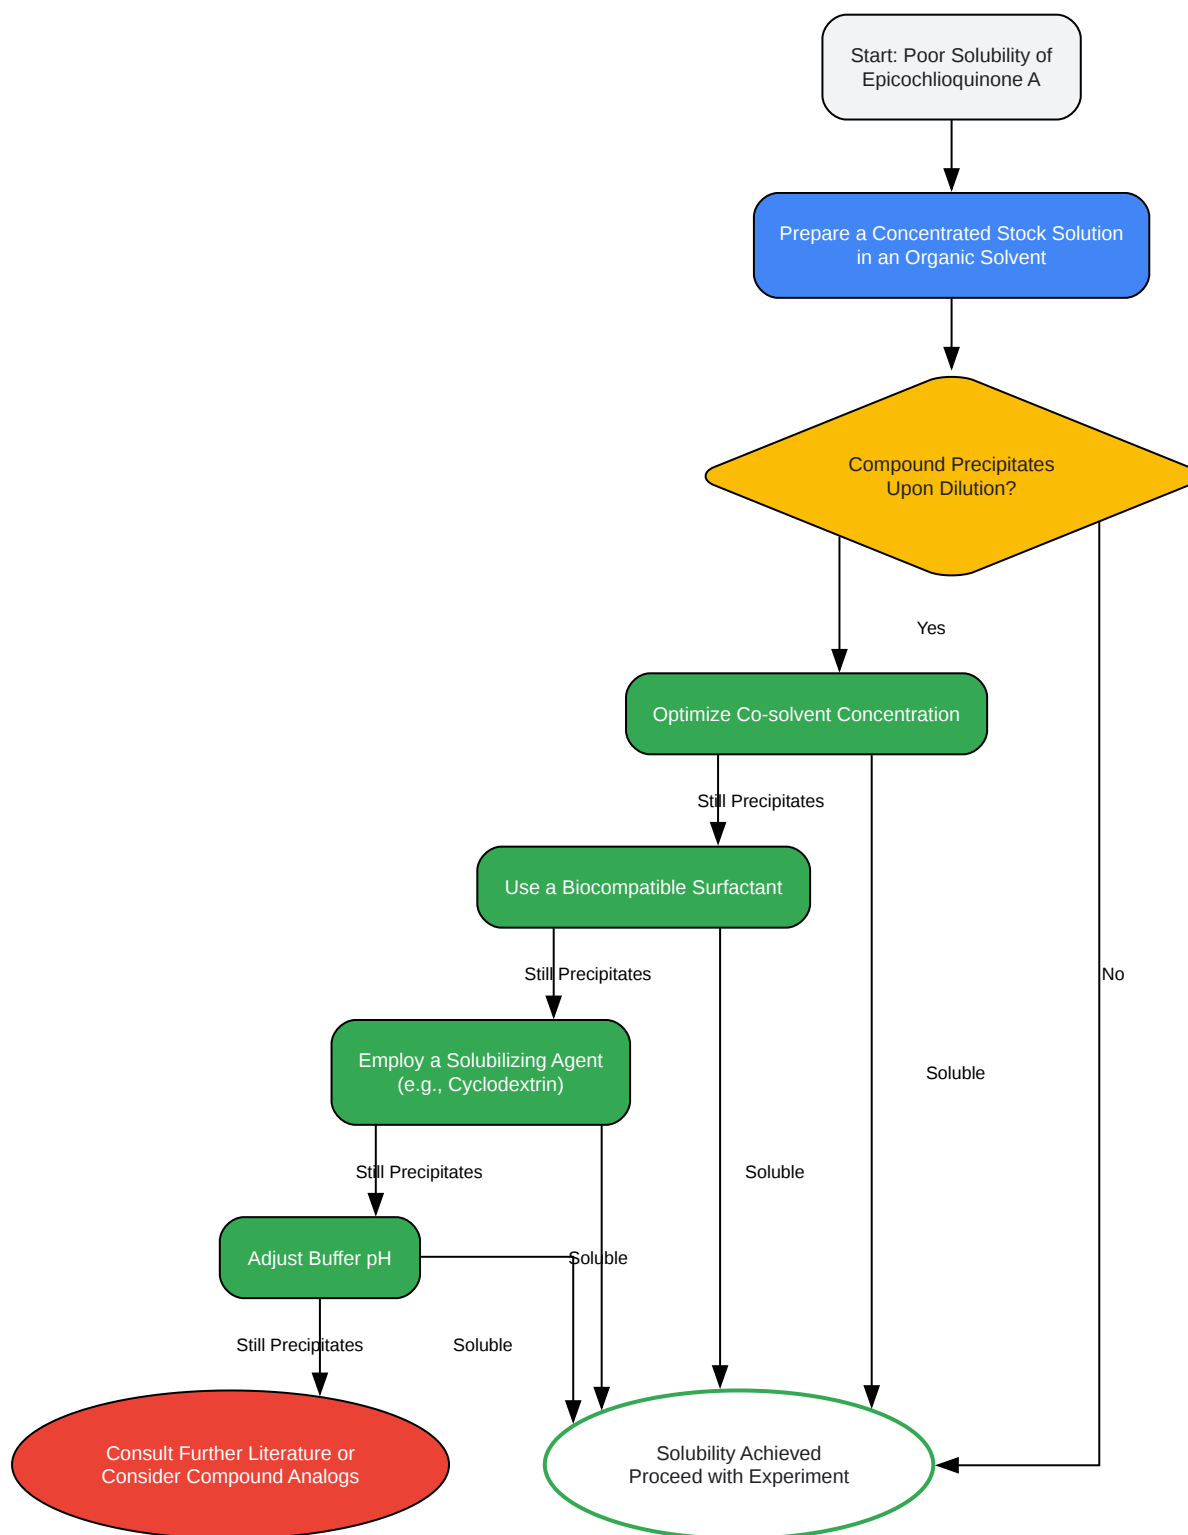 Start: Poor Solubility of
Epicochlioquinone A
Prepare a Concentrated Stock Solution
in an Organic Solvent
Compound Precipitates
Upon Dilution?
Yes
Optimize Co-solvent Concentration
Still Precipitates
Use a Biocompatible Surfactant
Still Precipitates
No
Employ a Solubilizing Agent
(e.g., Cyclodextrin)
Soluble
Still Precipitates
Soluble
Adjust Buffer pH
Soluble
Still Precipitates
Soluble
Consult Further Literature or
Consider Compound Analogs
Solubility Achieved
Proceed with Experiment